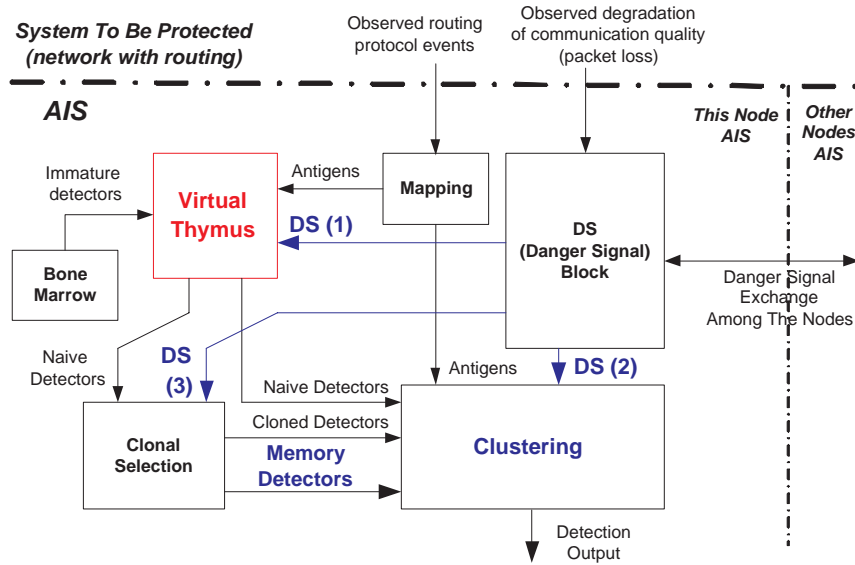 System To Be Protected
(network with routing)
Observed routing
protocol events
Observed degradation
of communication quality
(packet loss)
AIS
This Node
AIS
Other
Nodes
AIS
Immature
detectors
Virtual
Thymus
Antigens
Mapping
DS (1)
DS
(Danger Signal)
Block
Bone
Marrow
Danger Signal
Exchange
Among The Nodes
Naive
Detectors
DS
(3)
Naive Detectors
Antigens
DS (2)
Clonal
Selection
Cloned Detectors
Memory
Detectors
Clustering
Detection
Output